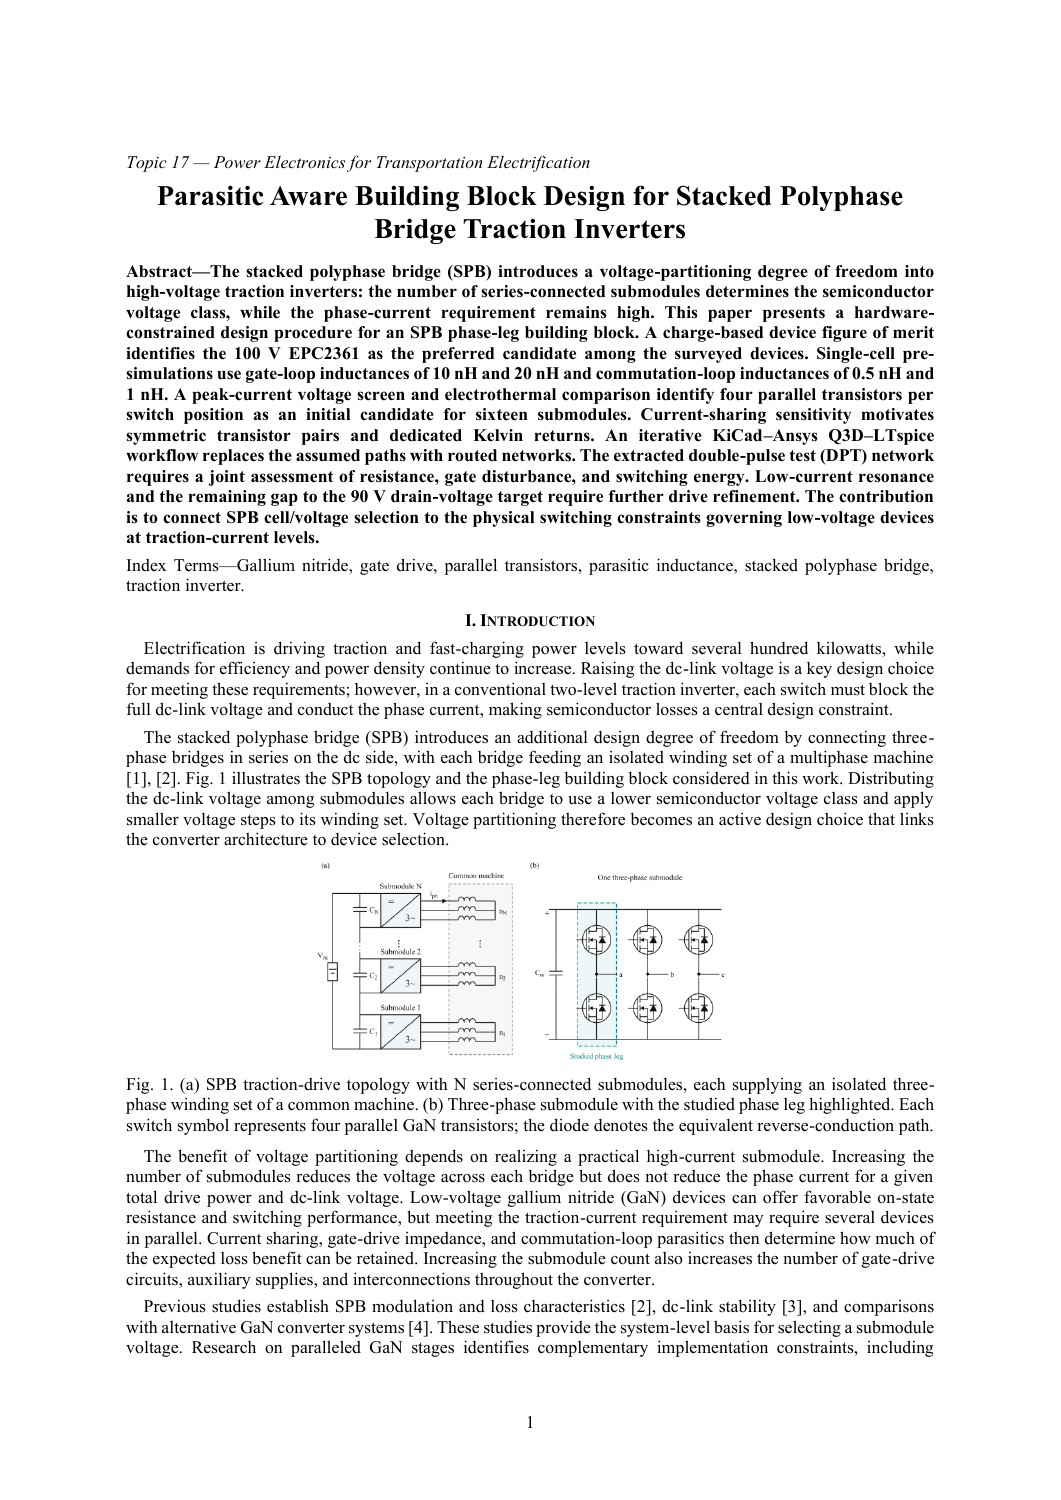 Topic 17 — Power Electronics for Transportation Electrification
Parasitic Aware Building Block Design for Stacked Polyphase
Bridge Traction Inverters
Abstract—The stacked polyphase bridge (SPB) introduces a voltage-partitioning degree of freedom into
high-voltage traction inverters: the number of series-connected submodules determines the semiconductor
voltage class, while the phase-current requirement remains high. This paper presents a hardware-
constrained design procedure for an SPB phase-leg building block. A charge-based device figure of merit
identifies the 100 V EPC2361 as the preferred candidate among the surveyed devices. Single-cell pre-
simulations use gate-loop inductances of 10 nH and 20 nH and commutation-loop inductances of 0.5 nH and
1 nH. A peak-current voltage screen and electrothermal comparison identify four parallel transistors per
switch position as an initial candidate for sixteen submodules. Current-sharing sensitivity motivates
symmetric transistor pairs and dedicated Kelvin returns. An iterative KiCad–Ansys Q3D–LTspice
workflow replaces the assumed paths with routed networks. The extracted double-pulse test (DPT) network
requires a joint assessment of resistance, gate disturbance, and switching energy. Low-current resonance
and the remaining gap to the 90 V drain-voltage target require further drive refinement. The contribution
is to connect SPB cell/voltage selection to the physical switching constraints governing low-voltage devices
at traction-current levels.
Index Terms—Gallium nitride, gate drive, parallel transistors, parasitic inductance, stacked polyphase bridge,
traction inverter.
I. INTRODUCTION
Electrification is driving traction and fast-charging power levels toward several hundred kilowatts, while
demands for efficiency and power density continue to increase. Raising the dc-link voltage is a key design choice
for meeting these requirements; however, in a conventional two-level traction inverter, each switch must block the
full dc-link voltage and conduct the phase current, making semiconductor losses a central design constraint.
The stacked polyphase bridge (SPB) introduces an additional design degree of freedom by connecting three-
phase bridges in series on the dc side, with each bridge feeding an isolated winding set of a multiphase machine
[1], [2]. Fig. 1 illustrates the SPB topology and the phase-leg building block considered in this work. Distributing
the dc-link voltage among submodules allows each bridge to use a lower semiconductor voltage class and apply
smaller voltage steps to its winding set. Voltage partitioning therefore becomes an active design choice that links
the converter architecture to device selection.
(a)
Common machine
Submodule N
i_ph
C_N
=
3~
n_N
⋮
⋮
Submodule 2
V_dc
C_2
=
3~
n_2
Submodule 1
C_1
=
3~
n_1
(b)
One three-phase submodule
+
C_m
a
b
c
−
Studied phase leg
Fig. 1. (a) SPB traction-drive topology with N series-connected submodules, each supplying an isolated three-
phase winding set of a common machine. (b) Three-phase submodule with the studied phase leg highlighted. Each
switch symbol represents four parallel GaN transistors; the diode denotes the equivalent reverse-conduction path.
The benefit of voltage partitioning depends on realizing a practical high-current submodule. Increasing the
number of submodules reduces the voltage across each bridge but does not reduce the phase current for a given
total drive power and dc-link voltage. Low-voltage gallium nitride (GaN) devices can offer favorable on-state
resistance and switching performance, but meeting the traction-current requirement may require several devices
in parallel. Current sharing, gate-drive impedance, and commutation-loop parasitics then determine how much of
the expected loss benefit can be retained. Increasing the submodule count also increases the number of gate-drive
circuits, auxiliary supplies, and interconnections throughout the converter.
Previous studies establish SPB modulation and loss characteristics [2], dc-link stability [3], and comparisons
with alternative GaN converter systems [4]. These studies provide the system-level basis for selecting a submodule
voltage. Research on paralleled GaN stages identifies complementary implementation constraints, including
1